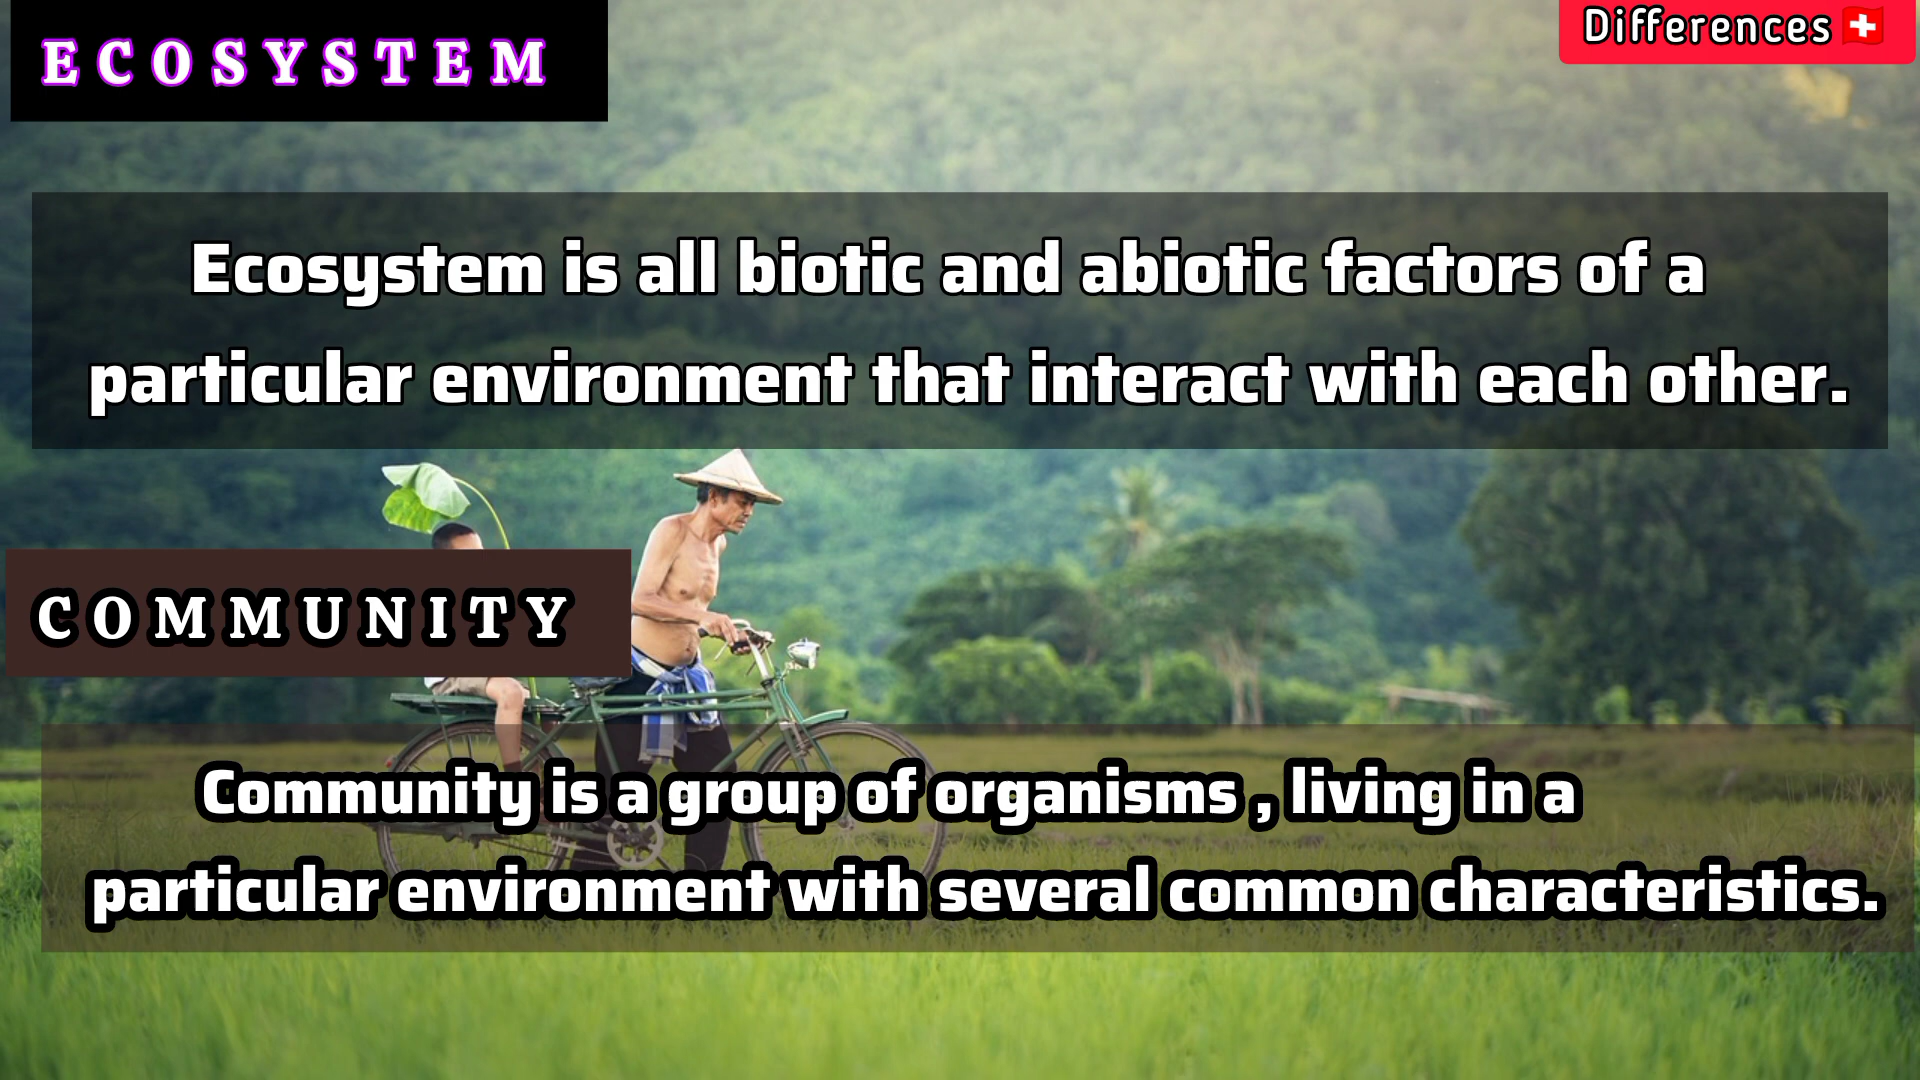 ECOSYSTEM
Differences 🇨🇭
Ecosystem is all biotic and abiotic factors of a
particular environment that interact with each other.
COMMUNITY
Community is a group of organisms , living in a
particular environment with several common characteristics.